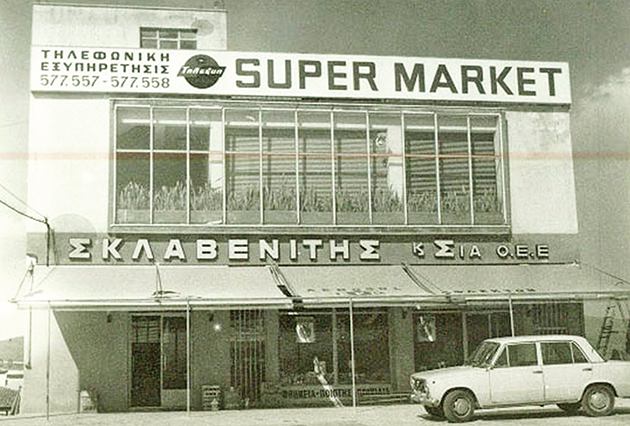 ΤΗΛΕΦΩΝΙΚΗ
ΕΞΥΠΗΡΕΤΗΣΙΣ
577.557-577.558
SUPER MARKET
ΣΚΛΑΒΕΝΙΤΗΣ Κ ΣΙΑ Ο.Ε.Ε